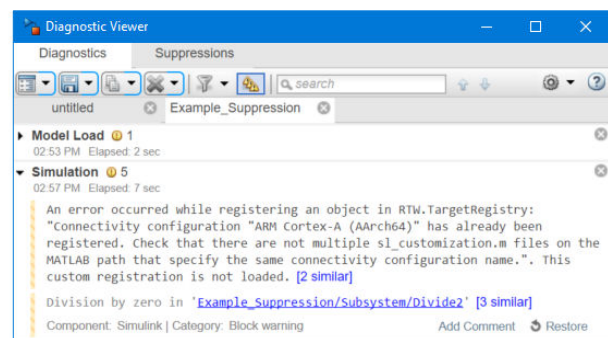 Diagnostic Viewer
Diagnostics Suppressions
search
untitled Example_Suppression
Model Load 1
02:53 PM Elapsed: 2 sec
Simulation 5
02:57 PM Elapsed: 7 sec
An error occurred while registering an object in RTW.TargetRegistry:
"Connectivity configuration "ARM Cortex-A (AArch64)" has already been
registered. Check that there are not multiple sl_customization.m files on the
MATLAB path that specify the same connectivity configuration name.". This
custom registration is not loaded. [2 similar]
Division by zero in 'Example_Suppression/Subsystem/Divide2' [3 similar]
Component: Simulink | Category: Block warning Add Comment Restore